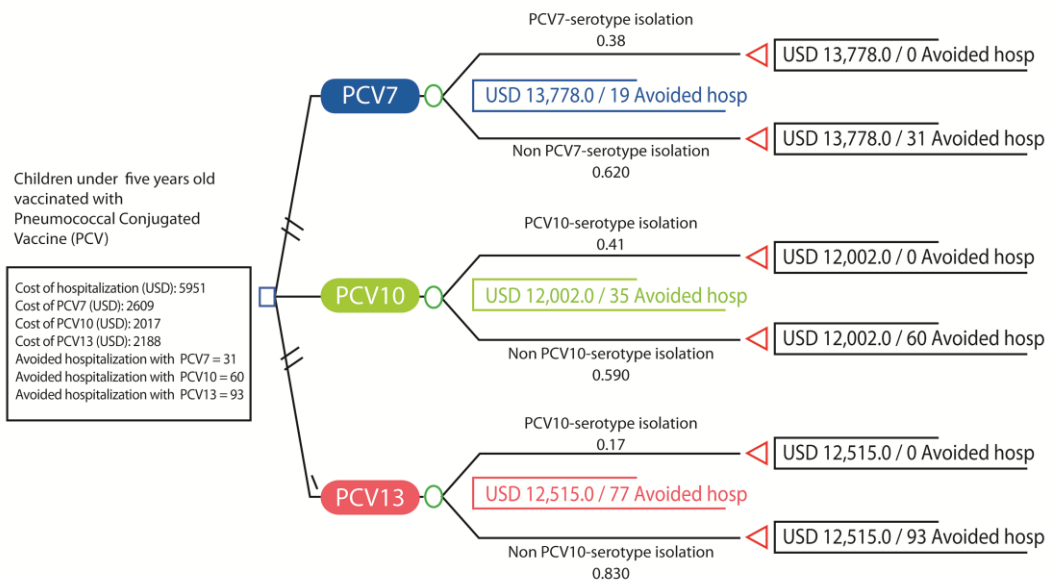 Children under five years old
vaccinated with
Pneumococcal Conjugated
Vaccine (PCV)
Cost of hospitalization (USD): 5951
Cost of PCV7 (USD): 2609
Cost of PCV10 (USD): 2017
Cost of PCV13 (USD): 2188
Avoided hospitalization with PCV7 = 31
Avoided hospitalization with PCV10 = 60
Avoided hospitalization with PCV13 = 93
PCV7
PCV7-serotype isolation
0.38
USD 13,778.0 / 0 Avoided hosp
USD 13,778.0 / 19 Avoided hosp
Non PCV7-serotype isolation
0.620
USD 13,778.0 / 31 Avoided hosp
PCV10
PCV10-serotype isolation
0.41
USD 12,002.0 / 0 Avoided hosp
USD 12,002.0 / 35 Avoided hosp
Non PCV10-serotype isolation
0.590
USD 12,002.0 / 60 Avoided hosp
PCV13
PCV10-serotype isolation
0.17
USD 12,515.0 / 0 Avoided hosp
USD 12,515.0 / 77 Avoided hosp
Non PCV10-serotype isolation
0.830
USD 12,515.0 / 93 Avoided hosp